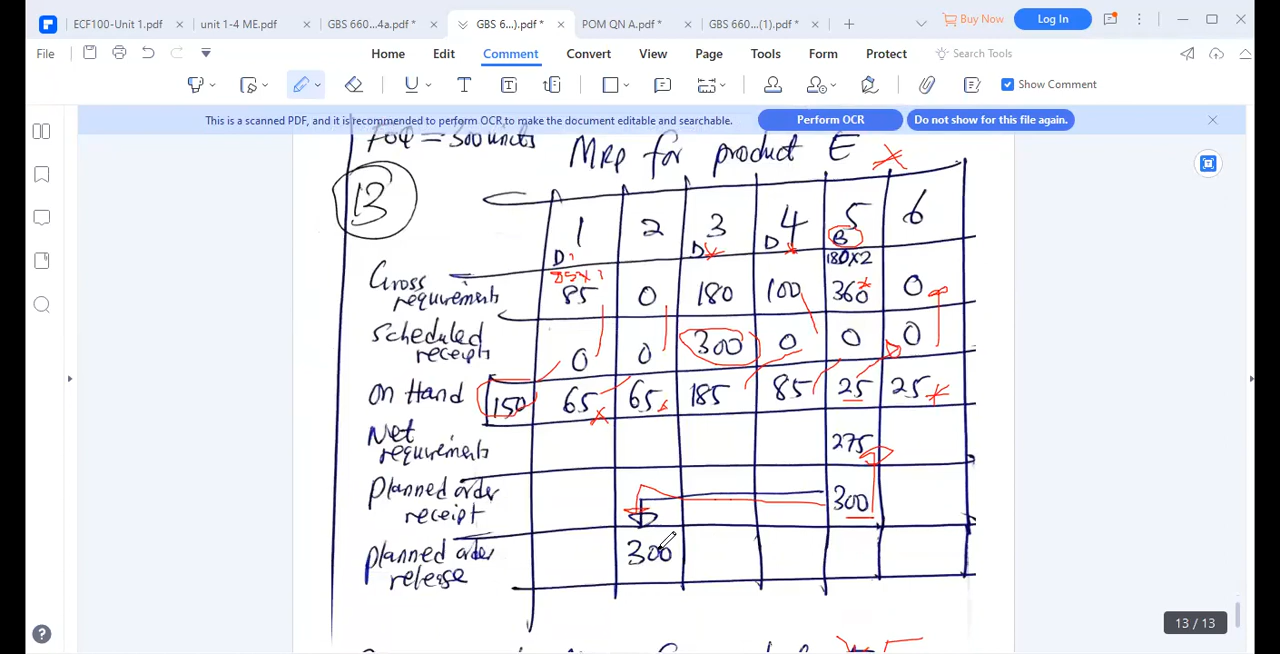 ECF100-Unit 1.pdf
unit 1-4 ME.pdf
GBS 660....4a.pdf *
GBS 6...).pdf *
POM QN A.pdf *
GBS 660....(1).pdf *
Buy Now
Log In
File
Home
Edit
Comment
Convert
View
Page
Tools
Form
Protect
Search Tools
Show Comment
This is a scanned PDF, and it is recommended to perform OCR to make the document editable and searchable.
Perform OCR
Do not show for this file again.
FOQ = 300 units
MRP for product E
B
1 2 3 4 5 6
D D D B
180x2
Gross requirements 85 0 180 100 360 0
Scheduled receipts 0 0 300 0 0 0
On Hand 150 65 65 185 85 25 25
Net requirements 275
Planned order receipt 300
Planned order release 300
13 / 13